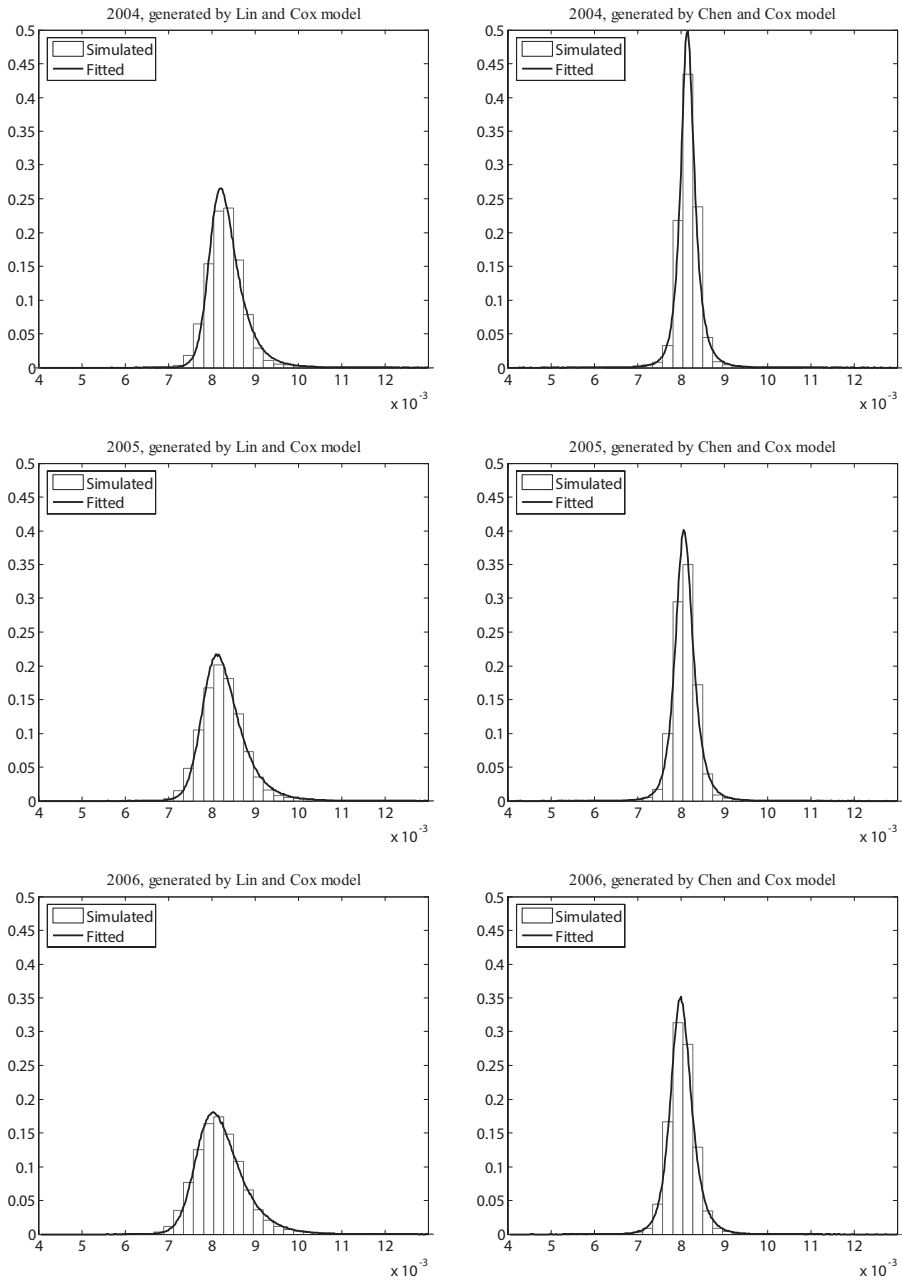 2004, generated by Lin and Cox model
0.5
0.45
0.4
0.35
0.3
0.25
0.2
0.15
0.1
0.05
0
Simulated
Fitted
4 5 6 7 8 9 10 11 12
x 10-3
2004, generated by Chen and Cox model
0.5
0.45
0.4
0.35
0.3
0.25
0.2
0.15
0.1
0.05
0
Simulated
Fitted
4 5 6 7 8 9 10 11 12
x 10-3
2005, generated by Lin and Cox model
0.5
0.45
0.4
0.35
0.3
0.25
0.2
0.15
0.1
0.05
0
Simulated
Fitted
4 5 6 7 8 9 10 11 12
x 10-3
2005, generated by Chen and Cox model
0.5
0.45
0.4
0.35
0.3
0.25
0.2
0.15
0.1
0.05
0
Simulated
Fitted
4 5 6 7 8 9 10 11 12
x 10-3
2006, generated by Lin and Cox model
0.5
0.45
0.4
0.35
0.3
0.25
0.2
0.15
0.1
0.05
0
Simulated
Fitted
4 5 6 7 8 9 10 11 12
x 10-3
2006, generated by Chen and Cox model
0.5
0.45
0.4
0.35
0.3
0.25
0.2
0.15
0.1
0.05
0
Simulated
Fitted
4 5 6 7 8 9 10 11 12
x 10-3